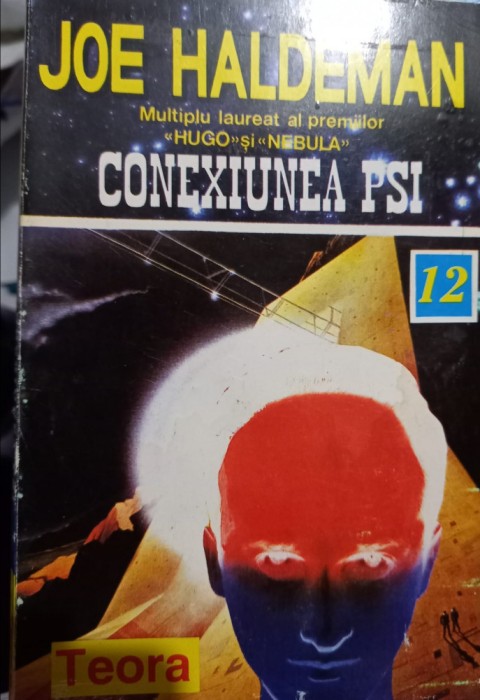 JOE HALDEMAN
Multiplu laureat al premiilor
«HUGO» și «NEBULA»
CONEXIUNEA PSI
12
Teora